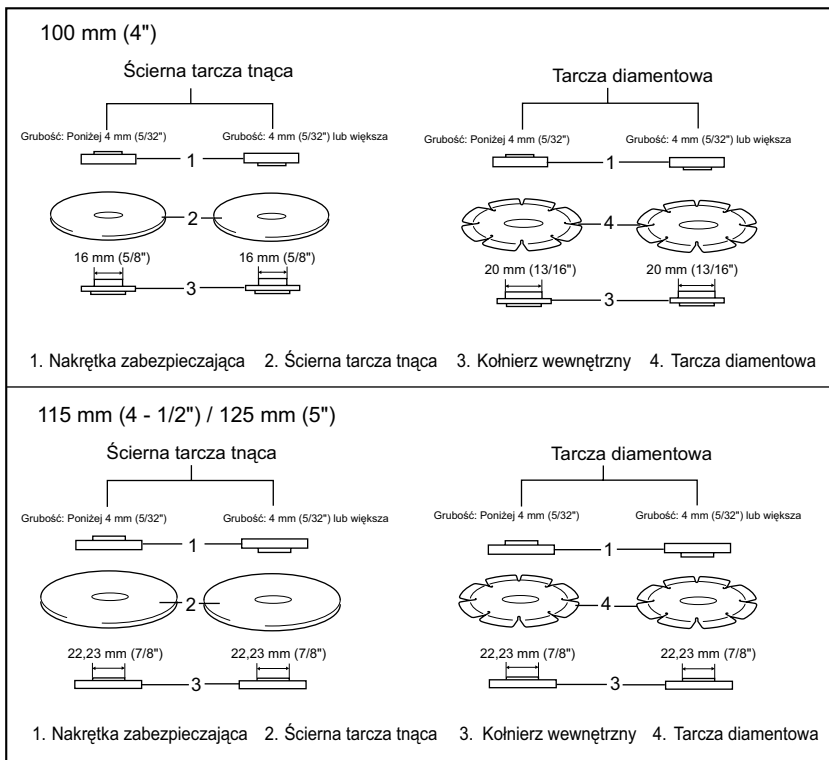 100 mm (4")
Ścierna tarcza tnąca
Tarcza diamentowa
Grubość: Poniżej 4 mm (5/32")
Grubość: 4 mm (5/32") lub większa
Grubość: Poniżej 4 mm (5/32")
Grubość: 4 mm (5/32") lub większa
1
1
2
4
16 mm (5/8")
16 mm (5/8")
20 mm (13/16")
20 mm (13/16")
3
3
1. Nakrętka zabezpieczająca 2. Ścierna tarcza tnąca 3. Kołnierz wewnętrzny 4. Tarcza diamentowa
115 mm (4 - 1/2") / 125 mm (5")
Ścierna tarcza tnąca
Tarcza diamentowa
Grubość: Poniżej 4 mm (5/32")
Grubość: 4 mm (5/32") lub większa
Grubość: Poniżej 4 mm (5/32")
Grubość: 4 mm (5/32") lub większa
1
1
2
4
22,23 mm (7/8")
22,23 mm (7/8")
22,23 mm (7/8")
22,23 mm (7/8")
3
3
1. Nakrętka zabezpieczająca 2. Ścierna tarcza tnąca 3. Kołnierz wewnętrzny 4. Tarcza diamentowa